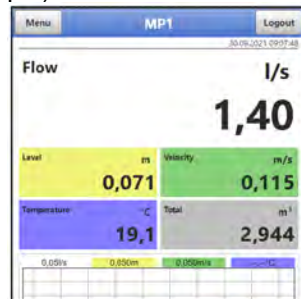 Menu MP1 Logout
30-09-2021 09:07:48
Flow l/s
1,40
Level m Velocity m/s
0,071 0,115
Temperature °C Total m³
19,1 2,944
0,05l/s 0,050m 0,050m/s --,--°C